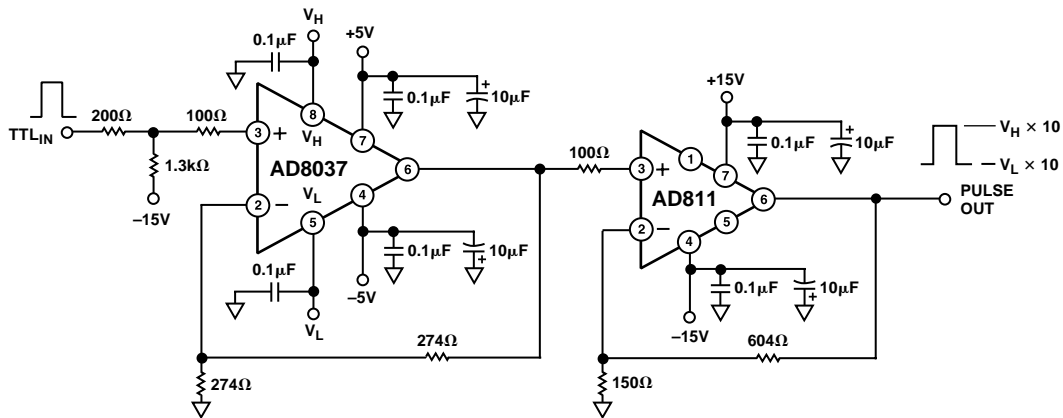 V_H
+5V
0.1μF
0.1μF
10μF
+
TTL_IN
200Ω
100Ω
1.3kΩ
–15V
3
+
8
V_H
7
AD8037
6
2
–
V_L
5
4
0.1μF
V_L
–5V
0.1μF
10μF
+
274Ω
274Ω
+15V
0.1μF
10μF
+
100Ω
3
+
1
7
AD811
6
2
–
5
4
–15V
0.1μF
10μF
+
604Ω
150Ω
V_H × 10
V_L × 10
PULSE
OUT